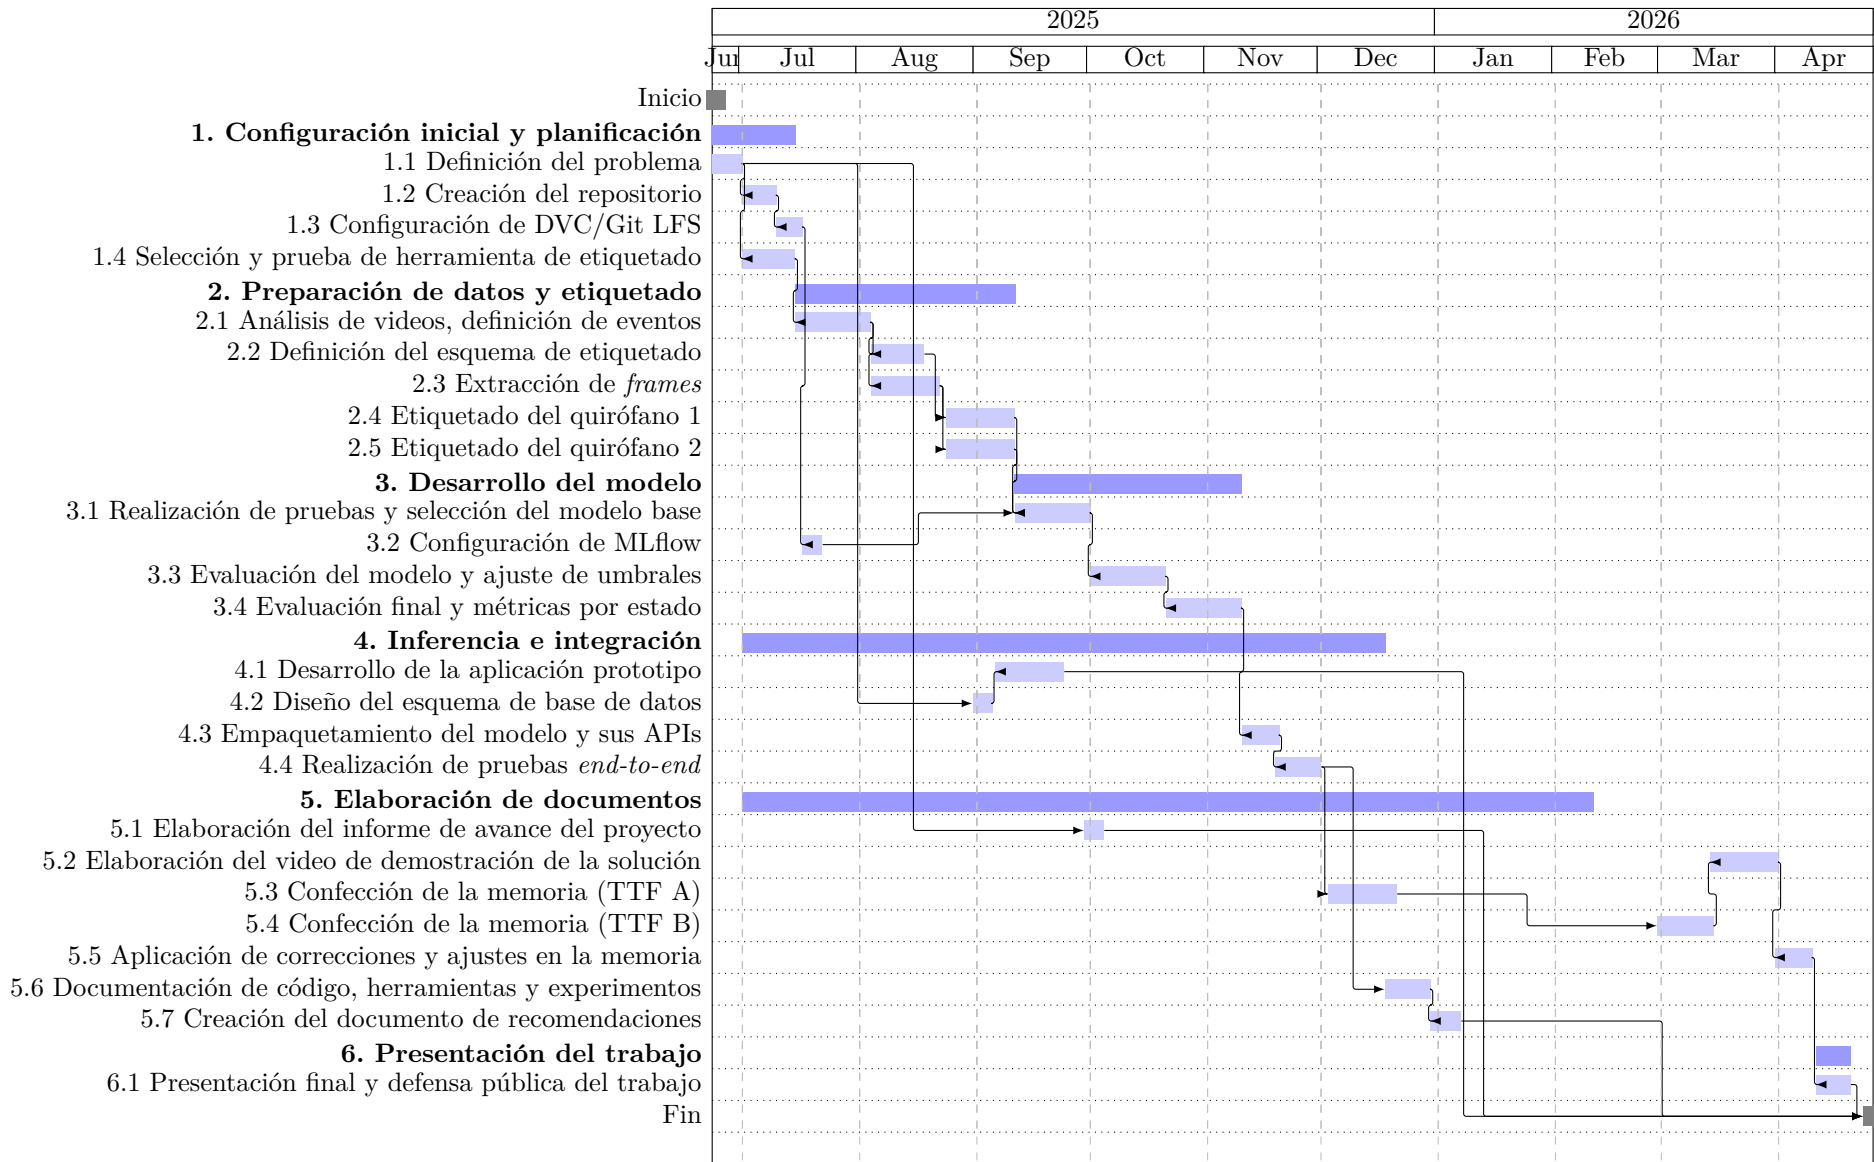 2025 2026
Jun Jul Aug Sep Oct Nov Dec Jan Feb Mar Apr
Inicio
1. Configuración inicial y planificación
1.1 Definición del problema
1.2 Creación del repositorio
1.3 Configuración de DVC/Git LFS
1.4 Selección y prueba de herramienta de etiquetado
2. Preparación de datos y etiquetado
2.1 Análisis de videos, definición de eventos
2.2 Definición del esquema de etiquetado
2.3 Extracción de frames
2.4 Etiquetado del quirófano 1
2.5 Etiquetado del quirófano 2
3. Desarrollo del modelo
3.1 Realización de pruebas y selección del modelo base
3.2 Configuración de MLflow
3.3 Evaluación del modelo y ajuste de umbrales
3.4 Evaluación final y métricas por estado
4. Inferencia e integración
4.1 Desarrollo de la aplicación prototipo
4.2 Diseño del esquema de base de datos
4.3 Empaquetamiento del modelo y sus APIs
4.4 Realización de pruebas end-to-end
5. Elaboración de documentos
5.1 Elaboración del informe de avance del proyecto
5.2 Elaboración del video de demostración de la solución
5.3 Confección de la memoria (TTF A)
5.4 Confección de la memoria (TTF B)
5.5 Aplicación de correcciones y ajustes en la memoria
5.6 Documentación de código, herramientas y experimentos
5.7 Creación del documento de recomendaciones
6. Presentación del trabajo
6.1 Presentación final y defensa pública del trabajo
Fin